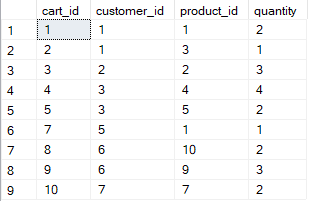 cart_id customer_id product_id quantity
1 1 1 1 2
2 2 1 3 1
3 3 2 2 3
4 4 3 4 4
5 5 3 5 2
6 7 5 1 1
7 8 6 10 2
8 9 6 9 3
9 10 7 7 2